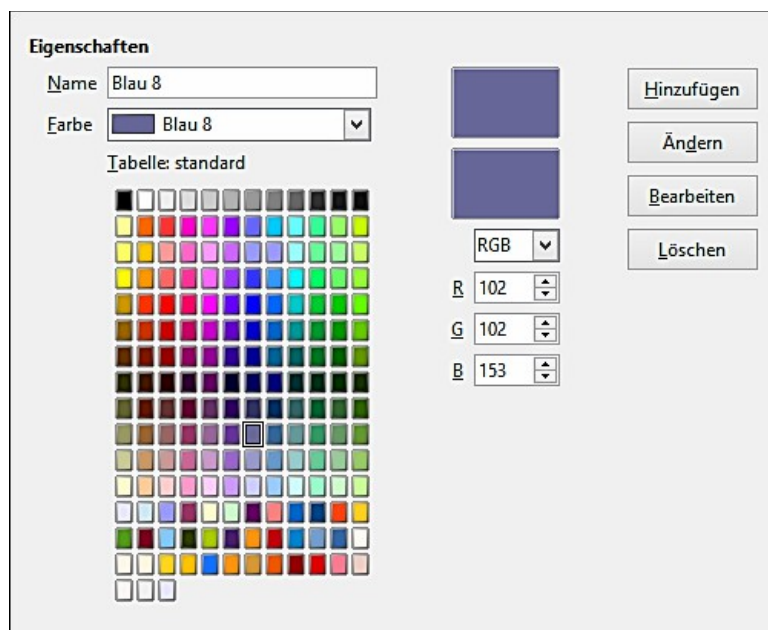 Eigenschaften
Name Blau 8
Farbe Blau 8
Tabelle: standard
RGB
R 102
G 102
B 153
Hinzufügen
Ändern
Bearbeiten
Löschen